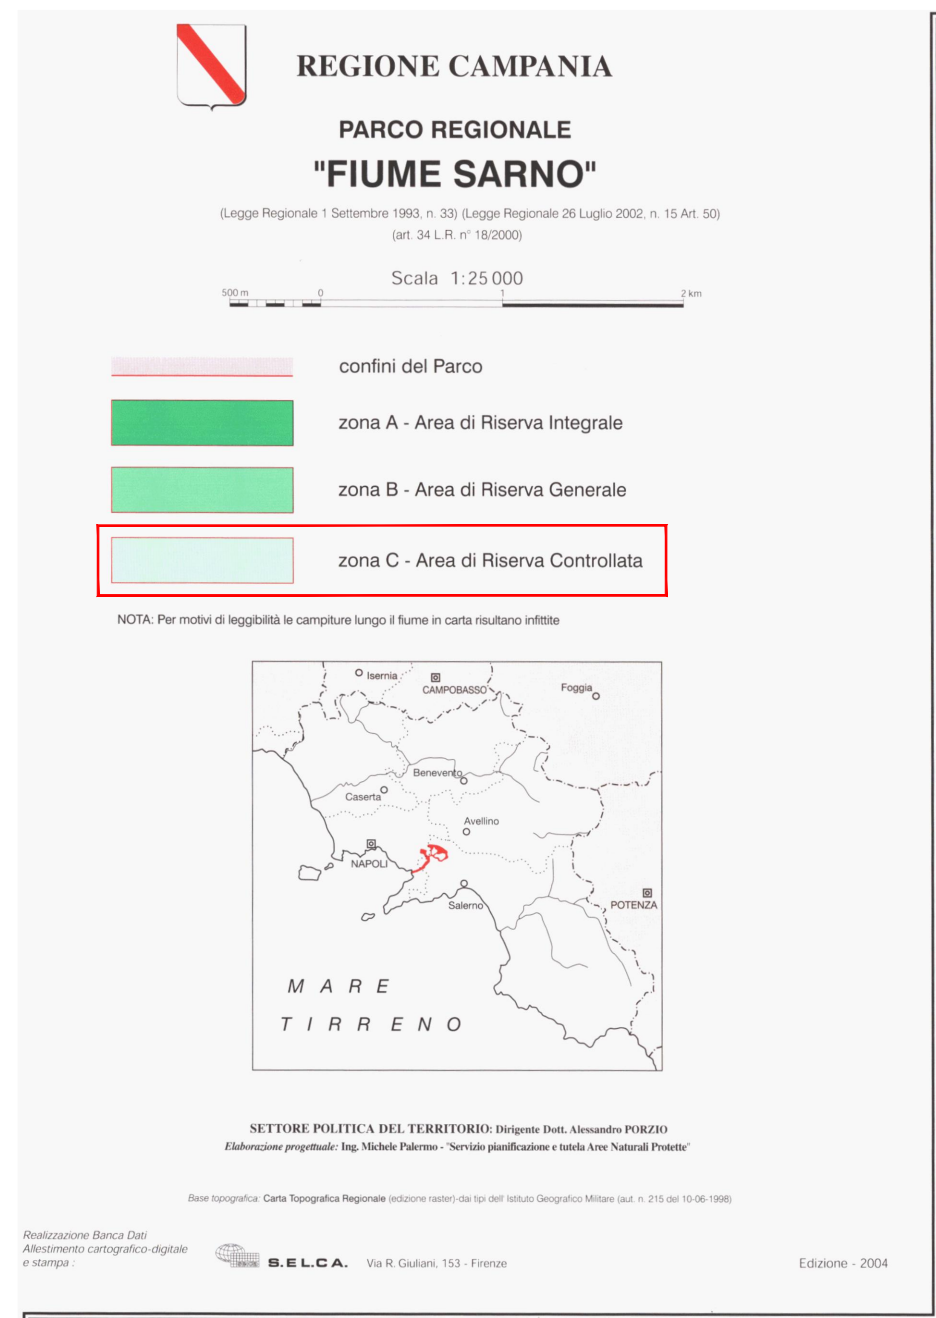 REGIONE CAMPANIA
PARCO REGIONALE
"FIUME SARNO"
(Legge Regionale 1 Settembre 1993, n. 33) (Legge Regionale 26 Luglio 2002, n. 15 Art. 50)
(art. 34 L.R. n° 18/2000)
Scala 1:25 000
500 m 0 1 2 km
confini del Parco
zona A - Area di Riserva Integrale
zona B - Area di Riserva Generale
zona C - Area di Riserva Controllata
NOTA: Per motivi di leggibilità le campiture lungo il fiume in carta risultano infittite
Isernia
CAMPOBASSO
Foggia
Benevento
Caserta
Avellino
NAPOLI
Salerno
POTENZA
MARE
TIRRENO
SETTORE POLITICA DEL TERRITORIO: Dirigente Dott. Alessandro PORZIO
Elaborazione progettuale: Ing. Michele Palermo - "Servizio pianificazione e tutela Aree Naturali Protette"
Base topografica: Carta Topografica Regionale (edizione raster)-dai tipi dell' Istituto Geografico Militare (aut. n. 215 del 10-06-1998)
Realizzazione Banca Dati
Allestimento cartografico-digitale
e stampa :
S.EL.C.A. Via R. Giuliani, 153 - Firenze
Edizione - 2004